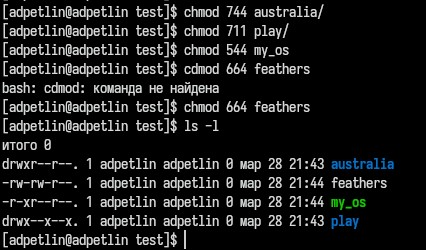 [adpetlin@adpetlin test]$ chmod 744 australia/
[adpetlin@adpetlin test]$ chmod 711 play/
[adpetlin@adpetlin test]$ chmod 544 my_os
[adpetlin@adpetlin test]$ cdmod 664 feathers
bash: cdmod: команда не найдена
[adpetlin@adpetlin test]$ chmod 664 feathers
[adpetlin@adpetlin test]$ ls -l
итого 0
drwxr--r--. 1 adpetlin adpetlin 0 мар 28 21:43 australia
-rw-rw-r--. 1 adpetlin adpetlin 0 мар 28 21:44 feathers
-r-xr--r--. 1 adpetlin adpetlin 0 мар 28 21:44 my_os
drwx--x--x. 1 adpetlin adpetlin 0 мар 28 21:43 play
[adpetlin@adpetlin test]$